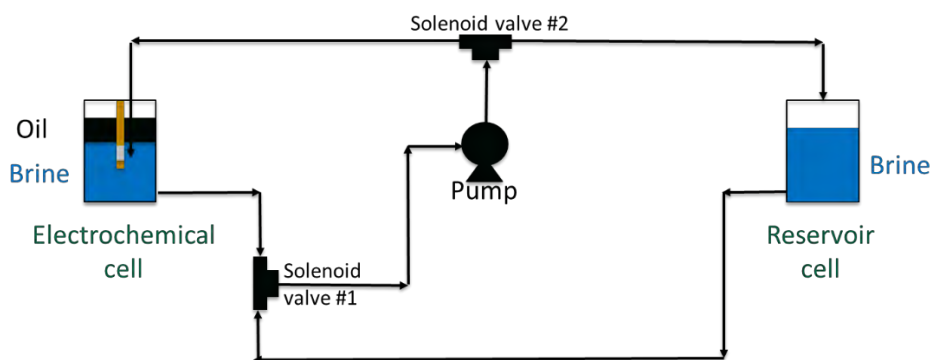 Solenoid valve #2
Oil
Brine
Pump
Brine
Electrochemical
cell
Reservoir
cell
Solenoid
valve #1